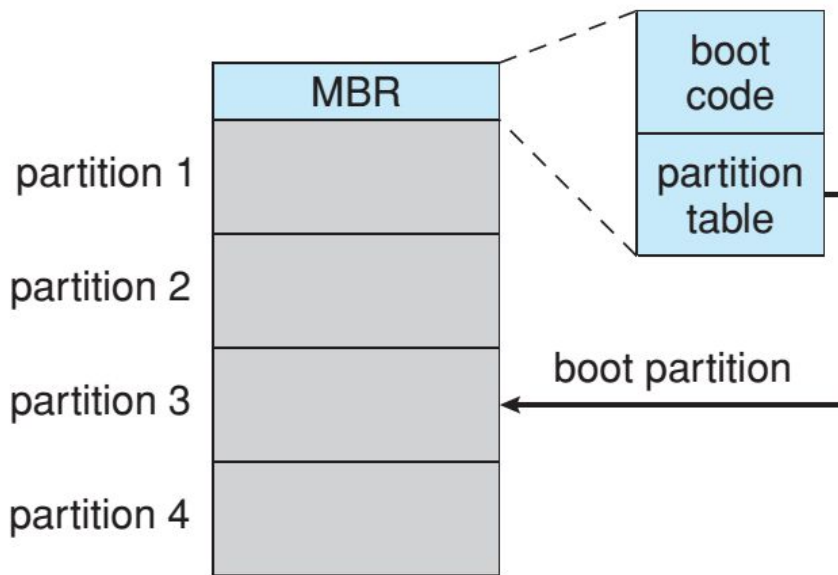 MBR
boot
code
partition
table
partition 1
partition 2
boot partition
partition 3
partition 4